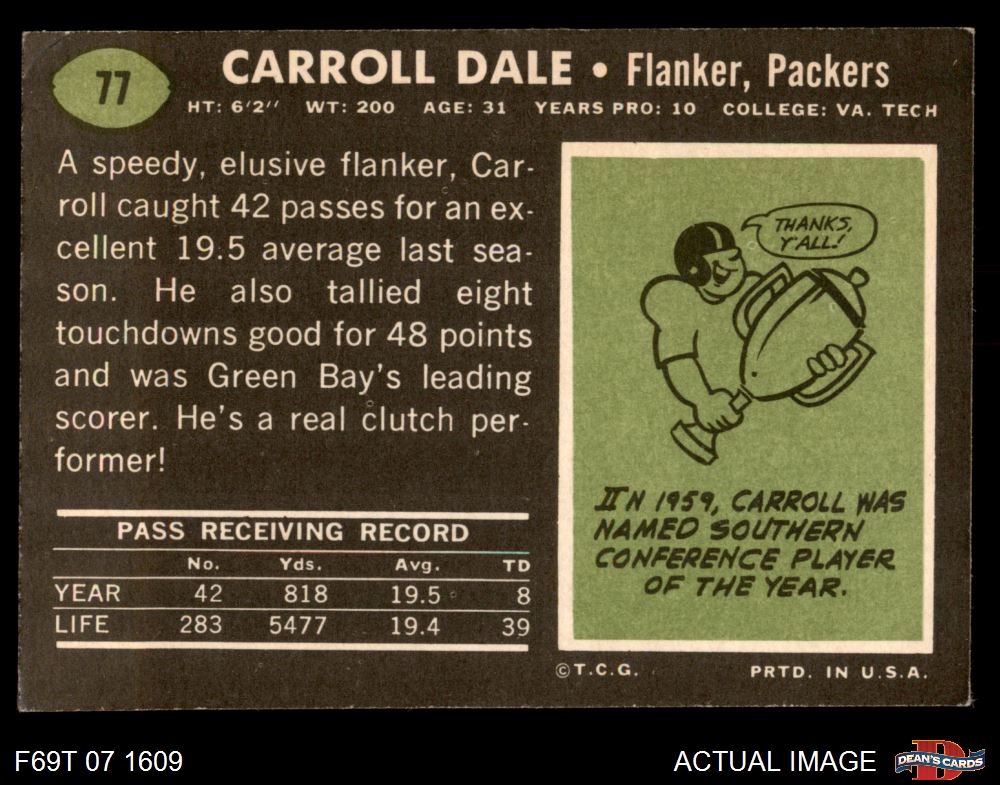 77
CARROLL DALE • Flanker, Packers
HT: 6'2" WT: 200 AGE: 31 YEARS PRO: 10 COLLEGE: VA. TECH
A speedy, elusive flanker, Car-
roll caught 42 passes for an ex-
cellent 19.5 average last sea-
son. He also tallied eight
touchdowns good for 48 points
and was Green Bay's leading
scorer. He's a real clutch per-
former!
PASS RECEIVING RECORD
No. Yds. Avg. TD
YEAR 42 818 19.5 8
LIFE 283 5477 19.4 39
THANKS,
Y'ALL!
IN 1959, CARROLL WAS
NAMED SOUTHERN
CONFERENCE PLAYER
OF THE YEAR.
©T.C.G. PRTD. IN U.S.A.
F69T 07 1609
ACTUAL IMAGE
D
DEAN'S CARDS